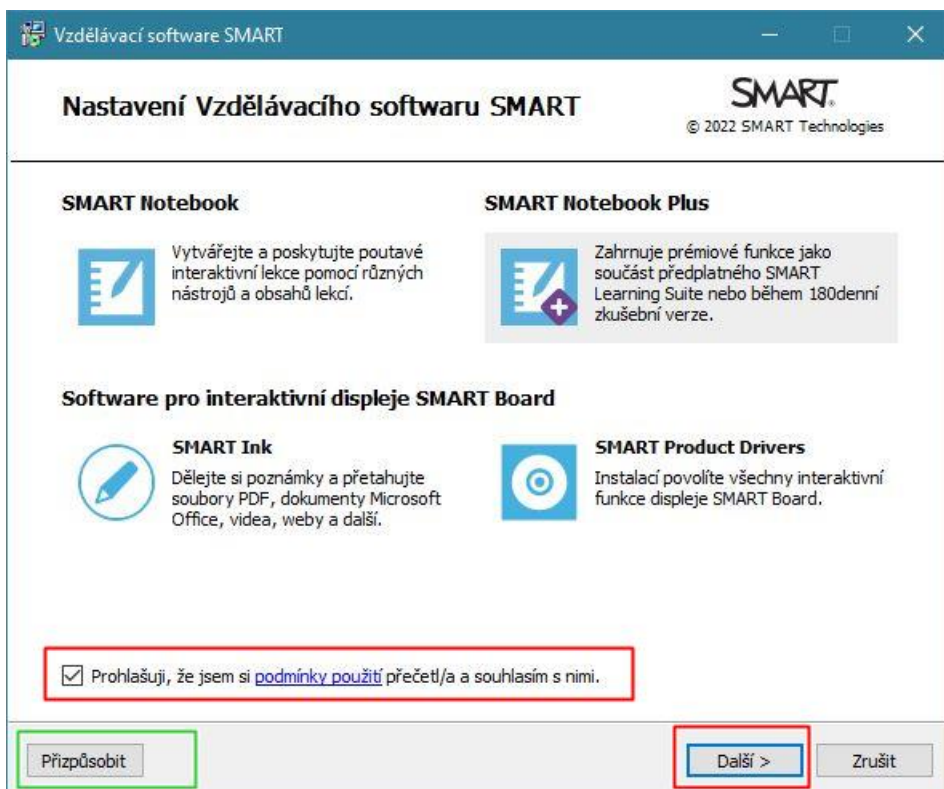 Vzdělávací software SMART
Nastavení Vzdělávacího softwaru SMART
SMART
© 2022 SMART Technologies
SMART Notebook
Vytvářejte a poskytujte poutavé
interaktivní lekce pomocí různých
nástrojů a obsahů lekcí.
SMART Notebook Plus
Zahrnuje prémiové funkce jako
součást předplatného SMART
Learning Suite nebo během 180denní
zkušební verze.
Software pro interaktivní displeje SMART Board
SMART Ink
Dělejte si poznámky a přetahujte
soubory PDF, dokumenty Microsoft
Office, videa, weby a další.
SMART Product Drivers
Instalací povolíte všechny interaktivní
funkce displeje SMART Board.
Prohlašuji, že jsem si podmínky použití přečetl/a a souhlasím s nimi.
Přizpůsobit
Další >
Zrušit